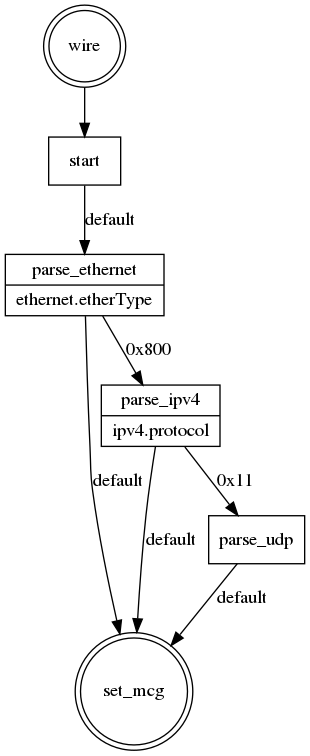 wire
start
default
parse_ethernet
ethernet.etherType
0x800
parse_ipv4
ipv4.protocol
default
default
0x11
parse_udp
default
set_mcg